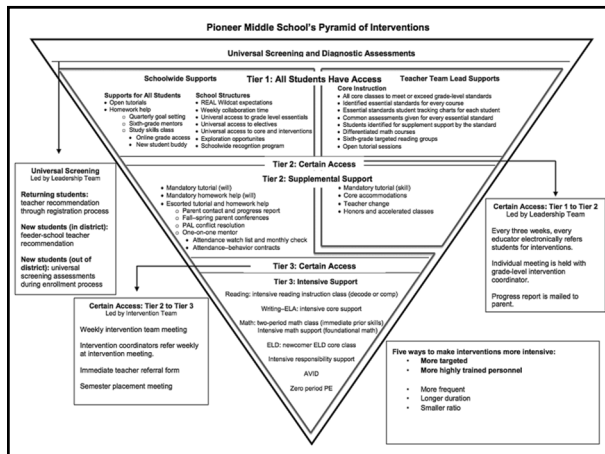 Pioneer Middle School's Pyramid of Interventions
Universal Screening and Diagnostic Assessments
Tier 1: All Students Have Access
Schoolwide Supports
Supports for All Students
• Open tutorials
• Homework help
○ Quarterly goal setting
○ Sixth-grade mentors
○ Study skills class
• Online grade access
• New student buddy
School Structures
• REAL Wildcat expectations
• Weekly collaboration time
• Universal access to grade level essentials
• Universal access to electives
• Universal access to core and interventions
• Exploration opportunites
• Schoolwide recogntion program
Teacher Team Lead Supports
Core Instruction
• All core classes to meet or exceed grade-level standards
• Identified essential standards for every course
• Essential standards student tracking charts for each student
• Common assessments given for every essential standard
• Students identified for supplement support by the standard
• Differentiated math courses
• Sixth-grade targeted reading groups
• Open tutorial sessions
Tier 2: Certain Access
Tier 2: Supplemental Support
• Mandatory tutorial (will)
• Mandatory homework help (will)
• Escorted tutorial and homework help
○ Parent contact and progress report
○ Fall–spring parent conferences
○ PAL conflict resolution
○ One-on-one mentor
• Attendance watch list and monthly check
• Attendance–behavior contracts
• Mandatory tutorial (skill)
• Core accommodations
• Teacher change
• Honors and accelerated classes
Tier 3: Certain Access
Tier 3: Intensive Support
Reading: intensive reading instruction class (decode or comp)
Writing–ELA: intensive core support
Math: two-period math class (immediate prior skills)
Intensive math support (foundational math)
ELD: newcomer ELD core class
Intensive responsibility support
AVID
Zero period PE
Universal Screening
Led by Leadership Team
Returning students:
teacher recommendation
through registration process
New students (in district):
feeder-school teacher
recommendation
New students (out of
district): universal
screening assessments
during enrollment process
Certain Access: Tier 2 to Tier 3
Led by Intervention Team
Weekly intervention team meeting
Intervention coordinators refer weekly
at intervention meeting.
Immediate teacher referral form
Semester placement meeting
Certain Access: Tier 1 to Tier 2
Led by Leadership Team
Every three weeks, every
educator electronically refers
students for interventions.
Individual meeting is held with
grade-level intervention
coordinator.
Progress report is mailed to
parent.
Five ways to make interventions more intensive:
• More targeted
• More highly trained personnel
• More frequent
• Longer duration
• Smaller ratio